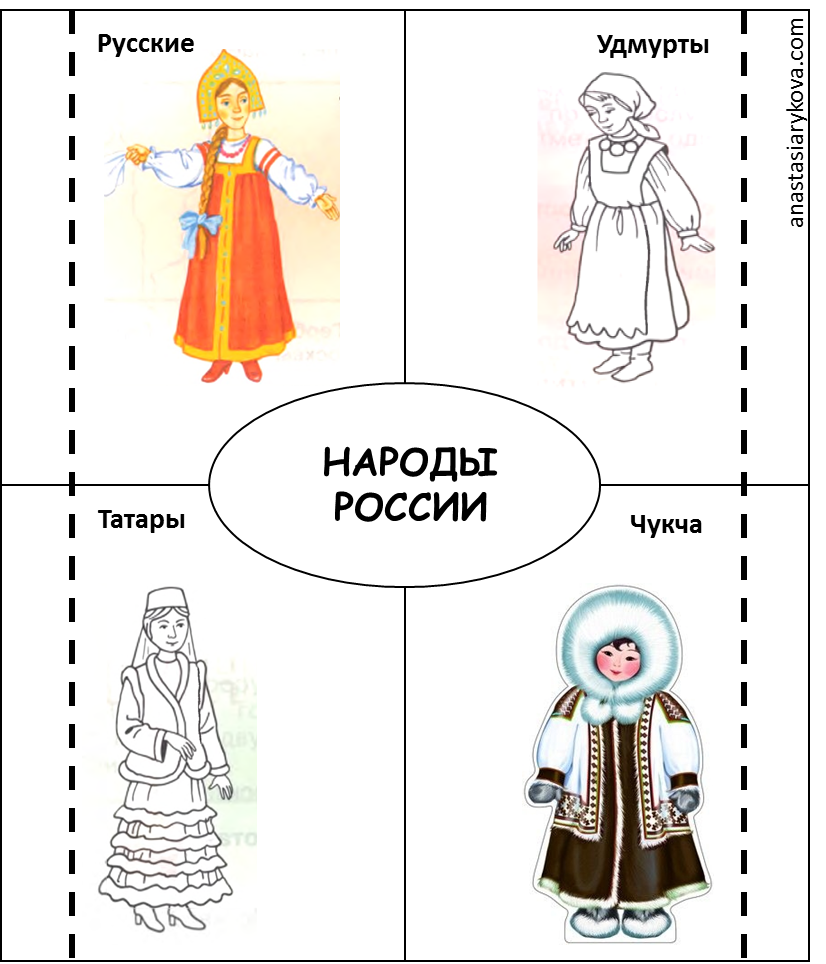 Русские
Удмурты
anastasiarykova.com
НАРОДЫ
РОССИИ
Татары
Чукча